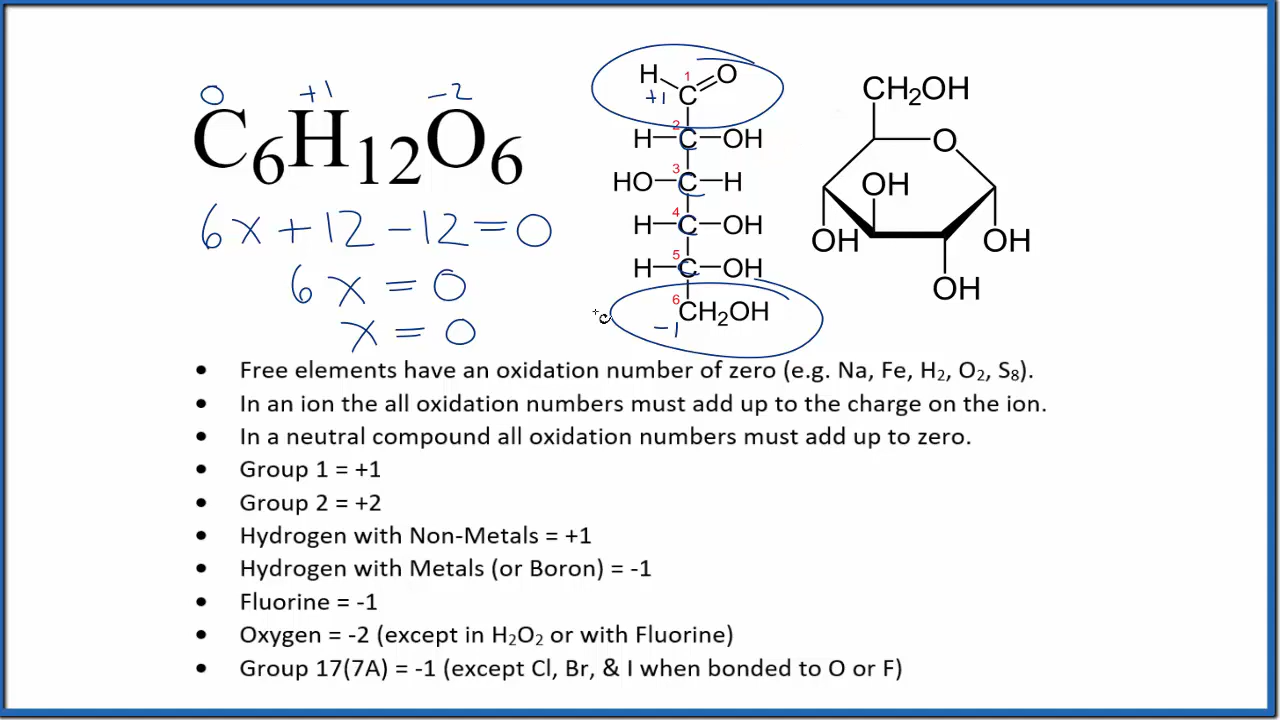 0 +1 -2
C6H12O6
6x + 12 - 12 = 0
6x = 0
x = 0
H 1 O
+1 C
2
H C OH
3
HO C H
4
H C OH
5
H C OH
6
CH2OH
-1
CH2OH
O
OH
OH OH
OH
• Free elements have an oxidation number of zero (e.g. Na, Fe, H2, O2, S8).
• In an ion the all oxidation numbers must add up to the charge on the ion.
• In a neutral compound all oxidation numbers must add up to zero.
• Group 1 = +1
• Group 2 = +2
• Hydrogen with Non-Metals = +1
• Hydrogen with Metals (or Boron) = -1
• Fluorine = -1
• Oxygen = -2 (except in H2O2 or with Fluorine)
• Group 17(7A) = -1 (except Cl, Br, & I when bonded to O or F)